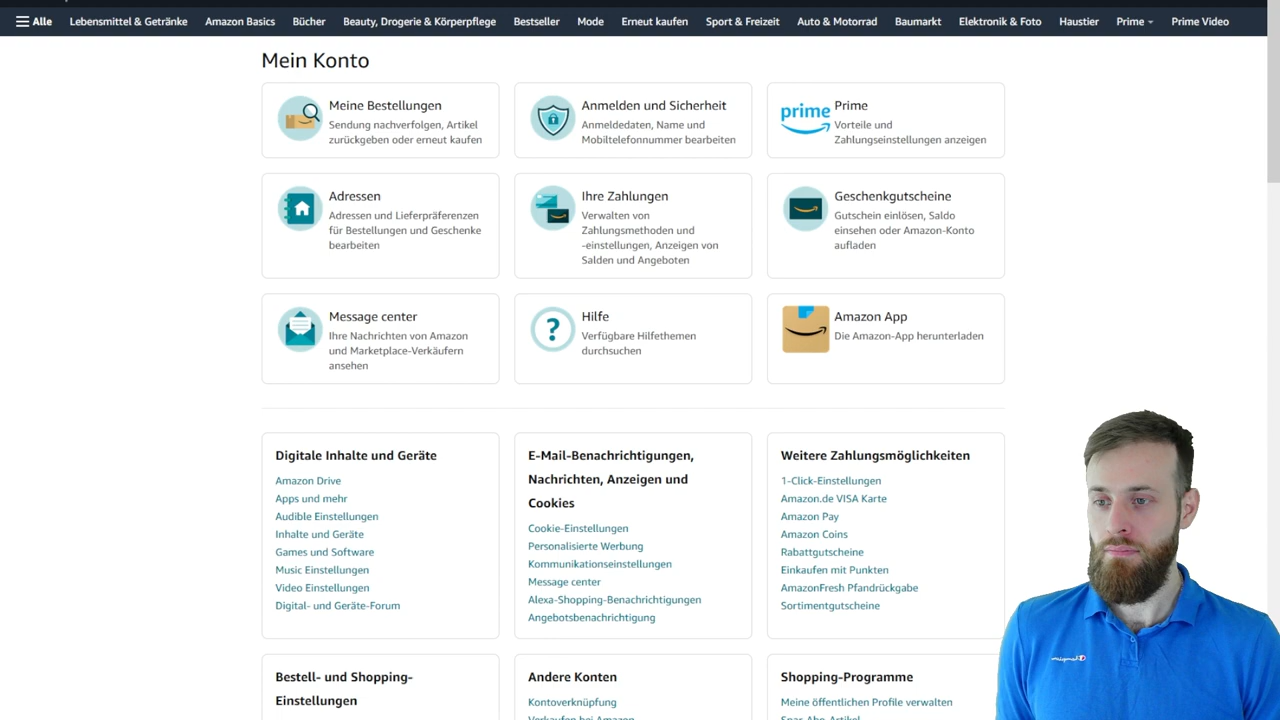 Alle Lebensmittel & Getränke Amazon Basics Bücher Beauty, Drogerie & Körperpflege Bestseller Mode Erneut kaufen Sport & Freizeit Auto & Motorrad Baumarkt Elektronik & Foto Haustier Prime Prime Video
Mein Konto
Meine Bestellungen
Sendung nachverfolgen, Artikel
zurückgeben oder erneut kaufen
Anmelden und Sicherheit
Anmeldedaten, Name und
Mobiltelefonnummer bearbeiten
prime
Prime
Vorteile und
Zahlungseinstellungen anzeigen
Adressen
Adressen und Lieferpräferenzen
für Bestellungen und Geschenke
bearbeiten
Ihre Zahlungen
Verwalten von
Zahlungsmethoden und
-einstellungen, Anzeigen von
Salden und Angeboten
Geschenkgutscheine
Gutschein einlösen, Saldo
einsehen oder Amazon-Konto
aufladen
Message center
Ihre Nachrichten von Amazon
und Marketplace-Verkäufern
ansehen
?
Hilfe
Verfügbare Hilfethemen
durchsuchen
Amazon App
Die Amazon-App herunterladen
Digitale Inhalte und Geräte
Amazon Drive
Apps und mehr
Audible Einstellungen
Inhalte und Geräte
Games und Software
Music Einstellungen
Video Einstellungen
Digital- und Geräte-Forum
E-Mail-Benachrichtigungen,
Nachrichten, Anzeigen und
Cookies
Cookie-Einstellungen
Personalisierte Werbung
Kommunikationseinstellungen
Message center
Alexa-Shopping-Benachrichtigungen
Angebotsbenachrichtigung
Weitere Zahlungsmöglichkeiten
1-Click-Einstellungen
Amazon.de VISA Karte
Amazon Pay
Amazon Coins
Rabattgutscheine
Einkaufen mit Punkten
AmazonFresh Pfandrückgabe
Sortimentgutscheine
Bestell- und Shopping-
Einstellungen
Andere Konten
Kontoverknüpfung
Verkaufen bei Amazon
Shopping-Programme
Meine öffentlichen Profile verwalten
Spar-Abo-Artikel